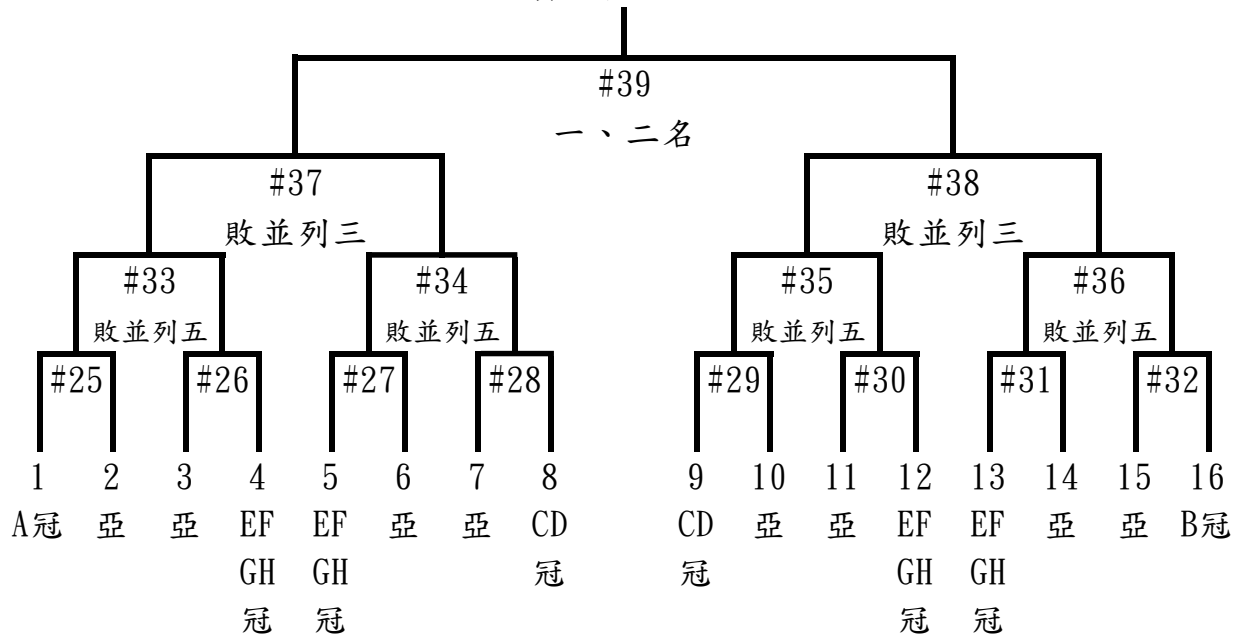 #39
一、二名
#37 #38
敗並列三 敗並列三
#33 #34 #35 #36
敗並列五 敗並列五 敗並列五 敗並列五
#25 #26 #27 #28 #29 #30 #31 #32
1 2 3 4 5 6 7 8 9 10 11 12 13 14 15 16
A冠 亞 亞 EF EF 亞 亞 CD CD 亞 亞 EF EF 亞 亞 B冠
GH GH 冠 冠 GH GH
冠 冠 冠 冠